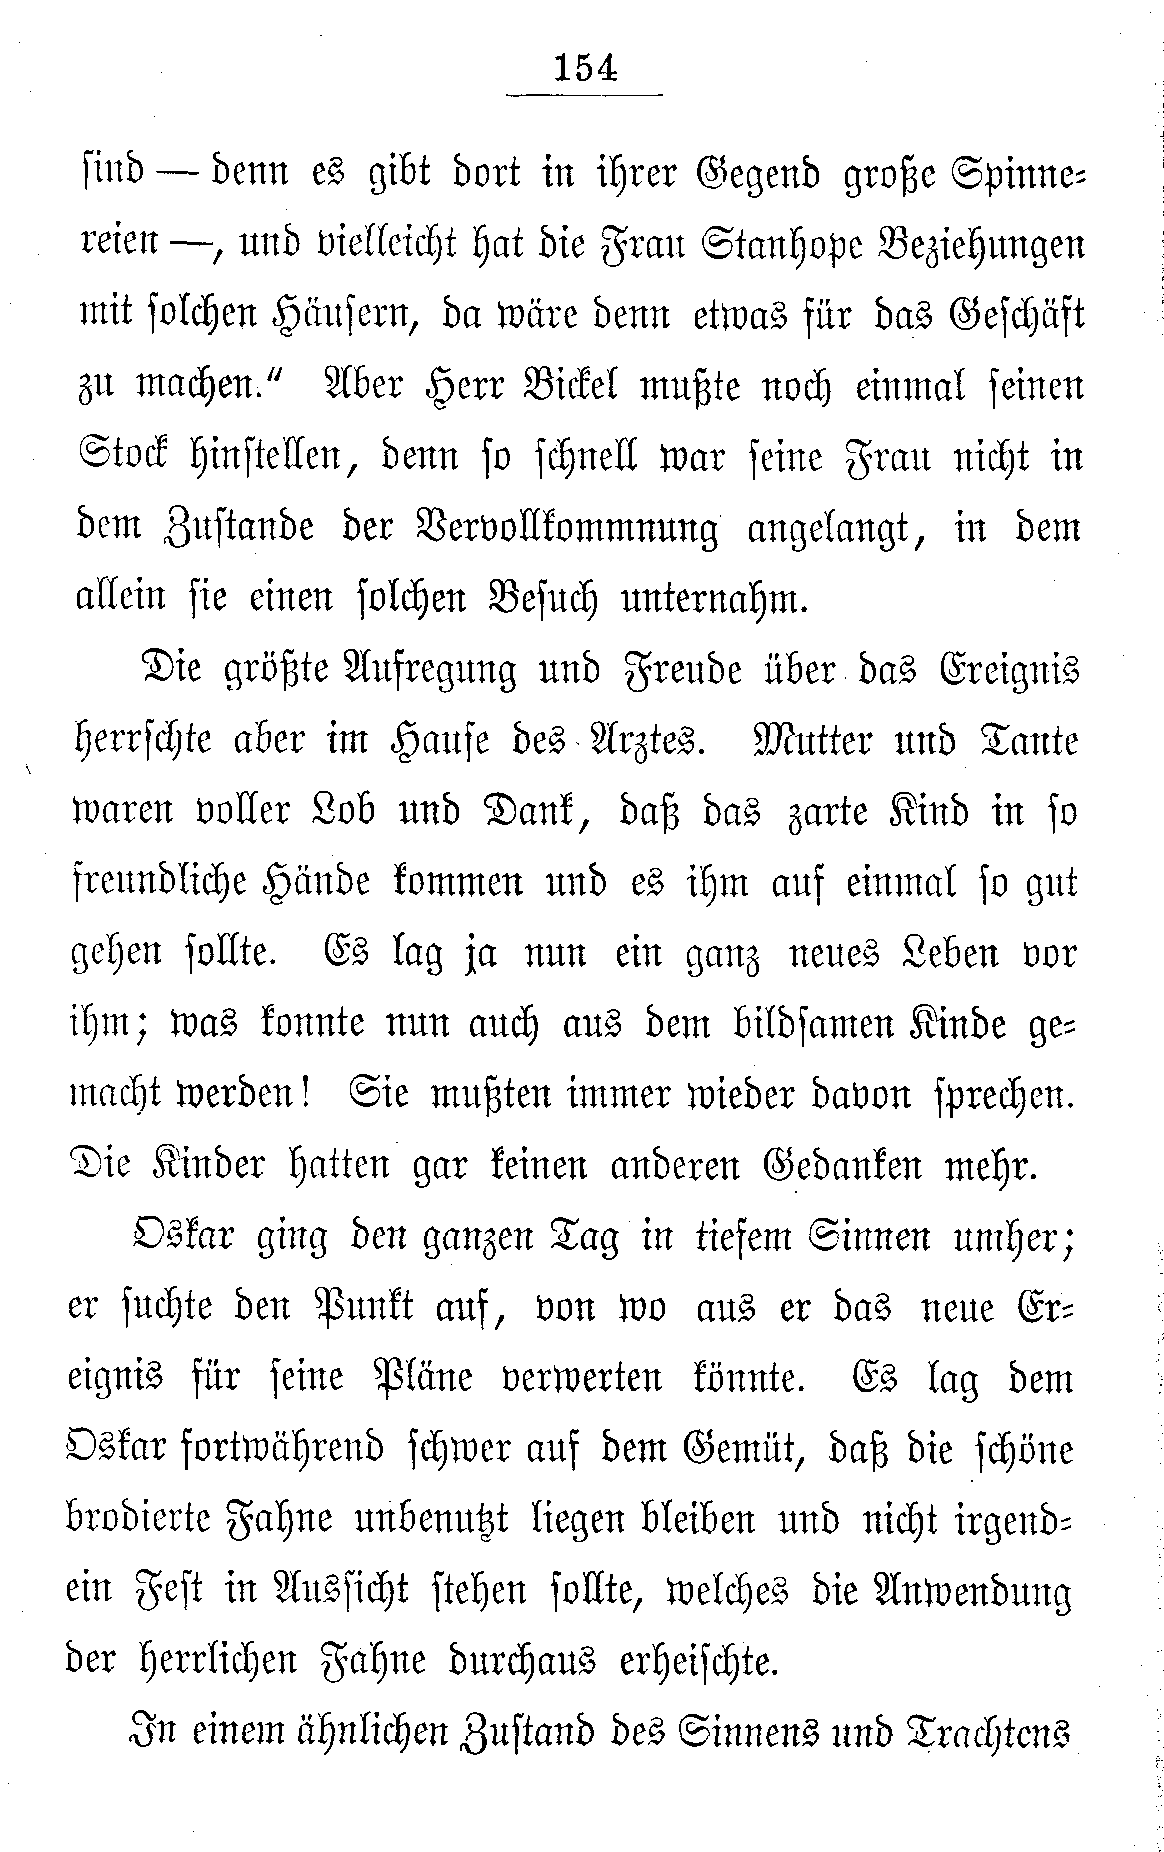 154
sind — denn es gibt dort in ihrer Gegend große Spinne-
reien —, und vielleicht hat die Frau Stanhope Beziehungen
mit solchen Häusern, da wäre denn etwas für das Geschäft
zu machen.“ Aber Herr Bickel mußte noch einmal seinen
Stock hinstellen, denn so schnell war seine Frau nicht in
dem Zustande der Vervollkommnung angelangt, in dem
allein sie einen solchen Besuch unternahm.
Die größte Aufregung und Freude über das Ereignis
herrschte aber im Hause des Arztes. Mutter und Tante
waren voller Lob und Dank, daß das zarte Kind in so
freundliche Hände kommen und es ihm auf einmal so gut
gehen sollte. Es lag ja nun ein ganz neues Leben vor
ihm; was konnte nun auch aus dem bildsamen Kinde ge-
macht werden! Sie mußten immer wieder davon sprechen.
Die Kinder hatten gar keinen anderen Gedanken mehr.
Oskar ging den ganzen Tag in tiefem Sinnen umher;
er suchte den Punkt auf, von wo aus er das neue Er-
eignis für seine Pläne verwerten könnte. Es lag dem
Oskar fortwährend schwer auf dem Gemüt, daß die schöne
brodierte Fahne unbenutzt liegen bleiben und nicht irgend-
ein Fest in Aussicht stehen sollte, welches die Anwendung
der herrlichen Fahne durchaus erheischte.
In einem ähnlichen Zustand des Sinnens und Trachtens